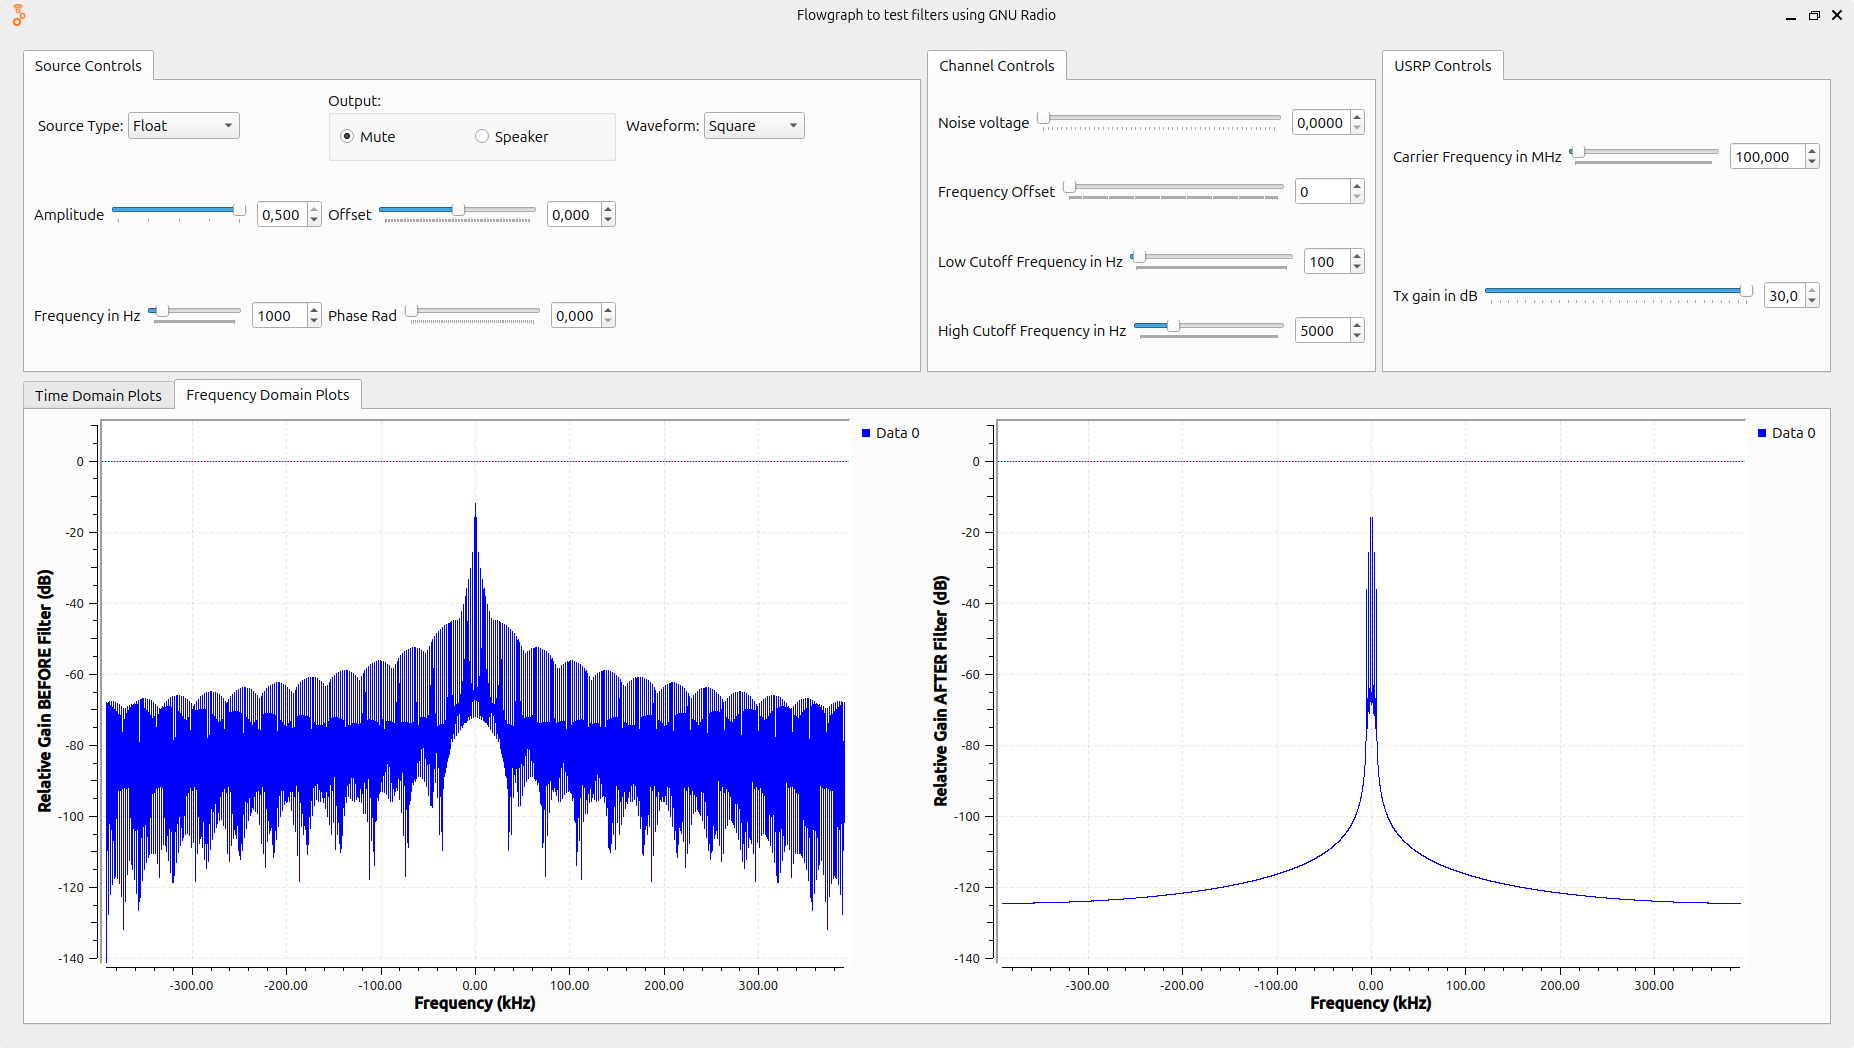 Flowgraph to test filters using GNU Radio
Source Controls
Source Type: Float
Output:
Mute Speaker
Waveform: Square
Amplitude 0,500 Offset 0,000
Frequency in Hz 1000 Phase Rad 0,000
Channel Controls
Noise voltage 0,0000
Frequency Offset 0
Low Cutoff Frequency in Hz 100
High Cutoff Frequency in Hz 5000
USRP Controls
Carrier Frequency in MHz 100,000
Tx gain in dB 30,0
Time Domain Plots Frequency Domain Plots
Relative Gain BEFORE Filter (dB)
0
-20
-40
-60
-80
-100
-120
-140
-300.00 -200.00 -100.00 0.00 100.00 200.00 300.00
Frequency (kHz)
Data 0
Relative Gain AFTER Filter (dB)
0
-20
-40
-60
-80
-100
-120
-140
-300.00 -200.00 -100.00 0.00 100.00 200.00 300.00
Frequency (kHz)
Data 0